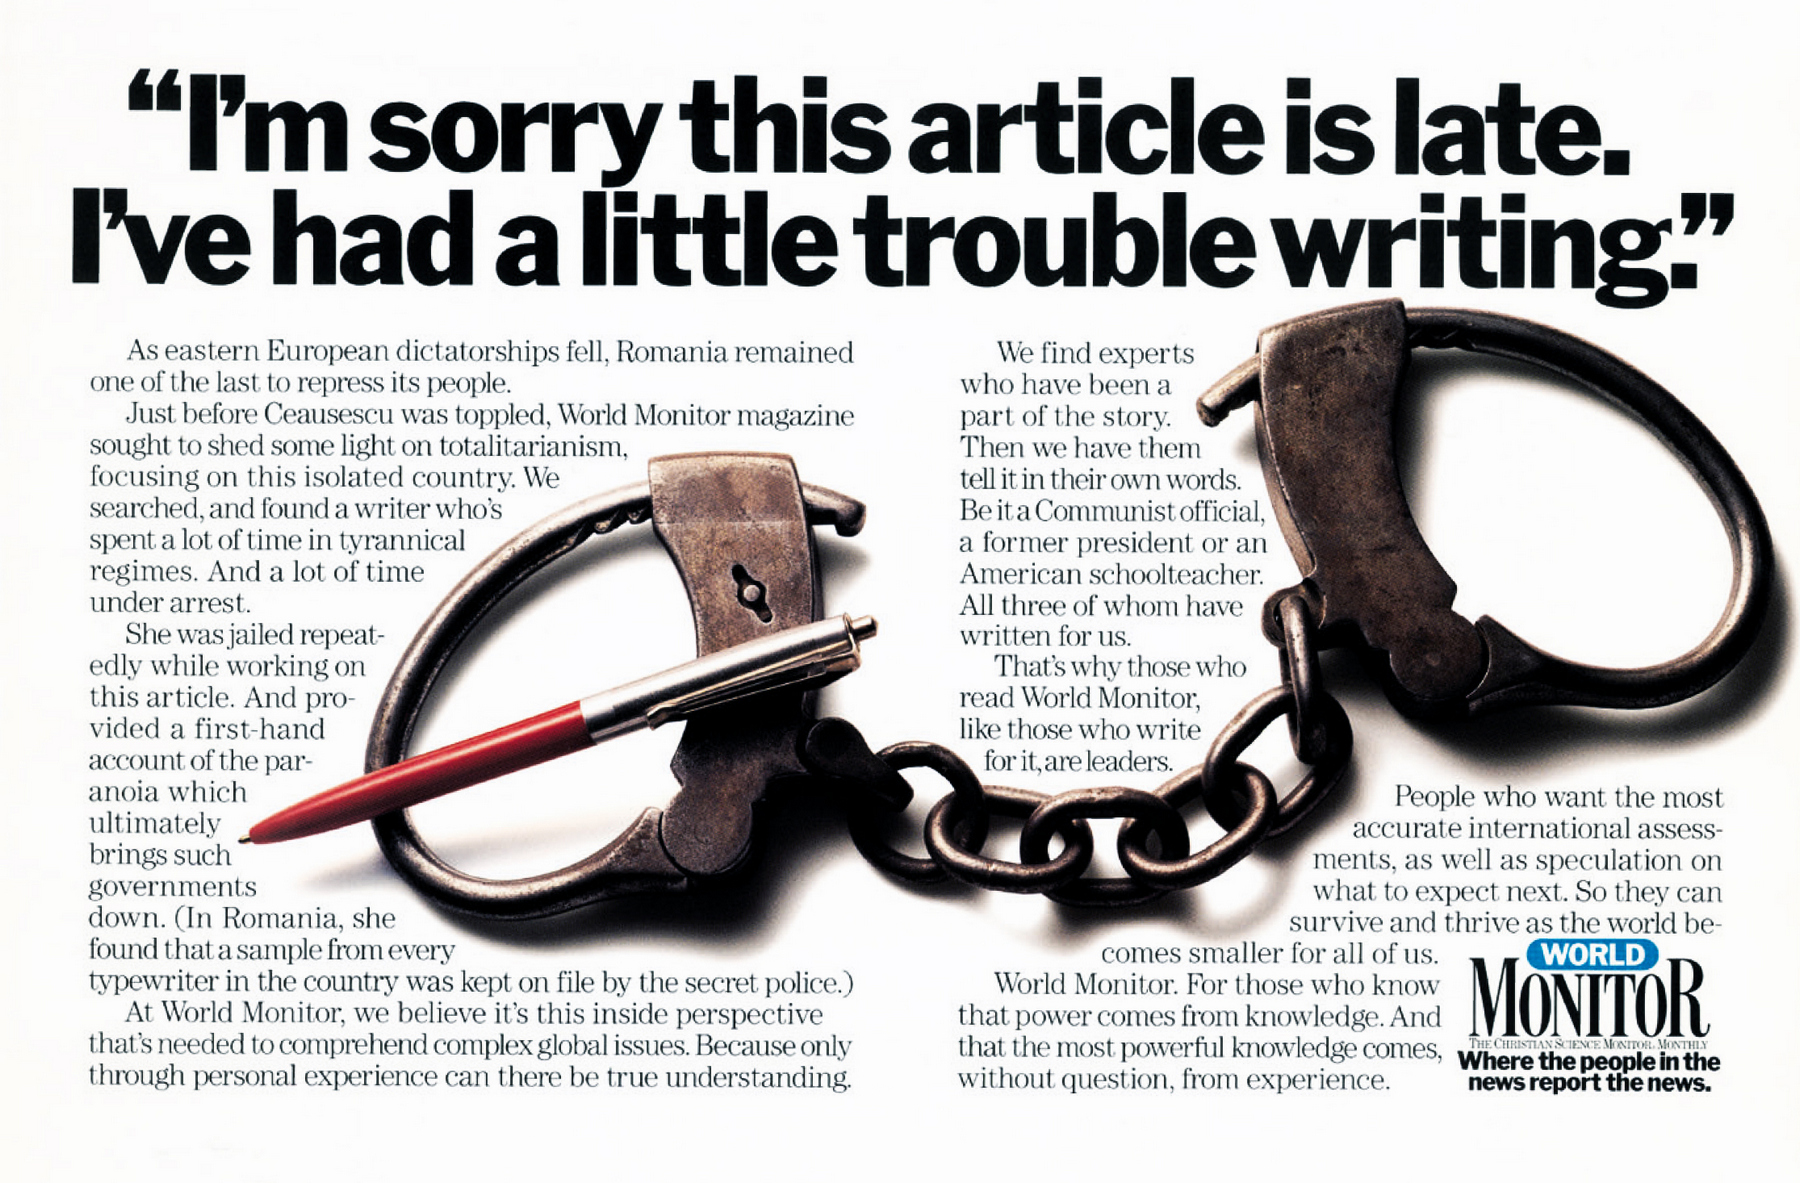 “I’m sorry this article is late.
I’ve had a little trouble writing.”
As eastern European dictatorships fell, Romania remained
one of the last to repress its people.
Just before Ceausescu was toppled, World Monitor magazine
sought to shed some light on totalitarianism,
focusing on this isolated country. We
searched, and found a writer who’s
spent a lot of time in tyrannical
regimes. And a lot of time
under arrest.
She was jailed repeat-
edly while working on
this article. And pro-
vided a first-hand
account of the par-
anoia which
ultimately
brings such
governments
down. (In Romania, she
found that a sample from every
typewriter in the country was kept on file by the secret police.)
At World Monitor, we believe it’s this inside perspective
that’s needed to comprehend complex global issues. Because only
through personal experience can there be true understanding.
We find experts
who have been a
part of the story.
Then we have them
tell it in their own words.
Be it a Communist official,
a former president or an
American schoolteacher.
All three of whom have
written for us.
That’s why those who
read World Monitor,
like those who write
for it, are leaders.
People who want the most
accurate international assess-
ments, as well as speculation on
what to expect next. So they can
survive and thrive as the world be-
comes smaller for all of us.
World Monitor. For those who know
that power comes from knowledge. And
that the most powerful knowledge comes,
without question, from experience.
WORLD
MONITOR
THE CHRISTIAN SCIENCE MONITOR MONTHLY
Where the people in the
news report the news.